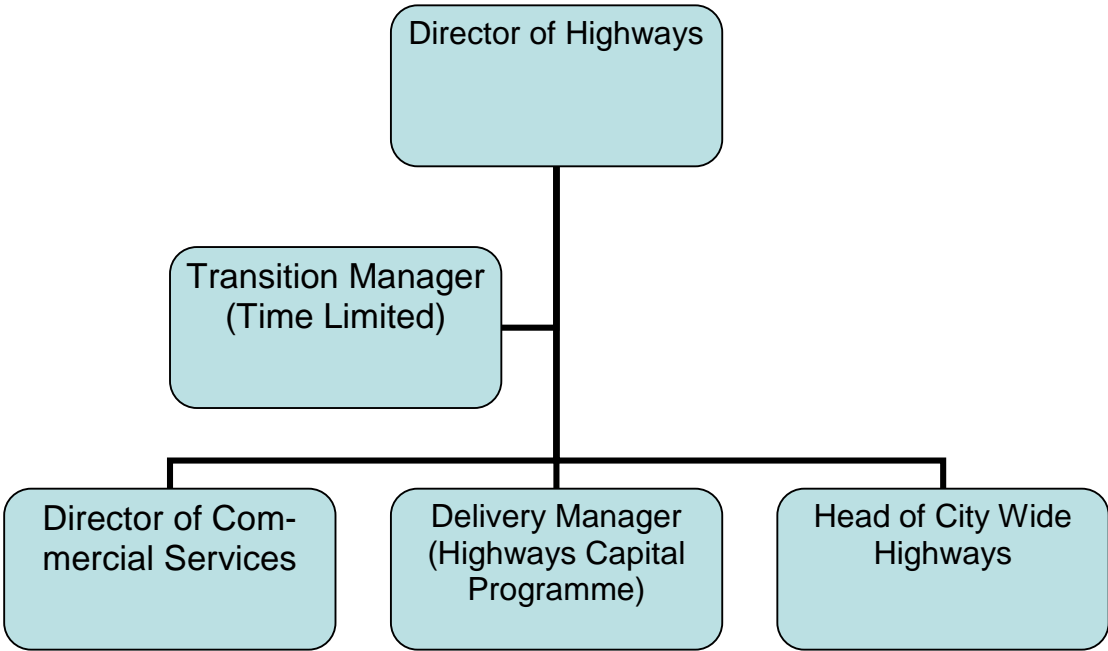 Director of Highways
Transition Manager
(Time Limited)
Director of Com-
mercial Services
Delivery Manager
(Highways Capital
Programme)
Head of City Wide
Highways